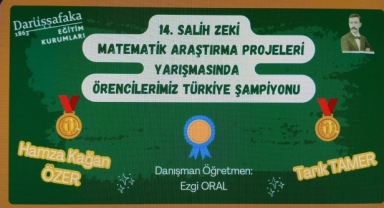 Darüşşafaka
1863 EĞİTİM
KURUMLARI
14. SALİH ZEKİ
MATEMATİK ARAŞTIRMA PROJELERİ
YARIŞMASINDA
ÖRENCİLERİMİZ TÜRKİYE ŞAMPİYONU
Hamza Kağan
ÖZER
Danışman Öğretmen:
Ezgi ORAL
Tarık TAMER